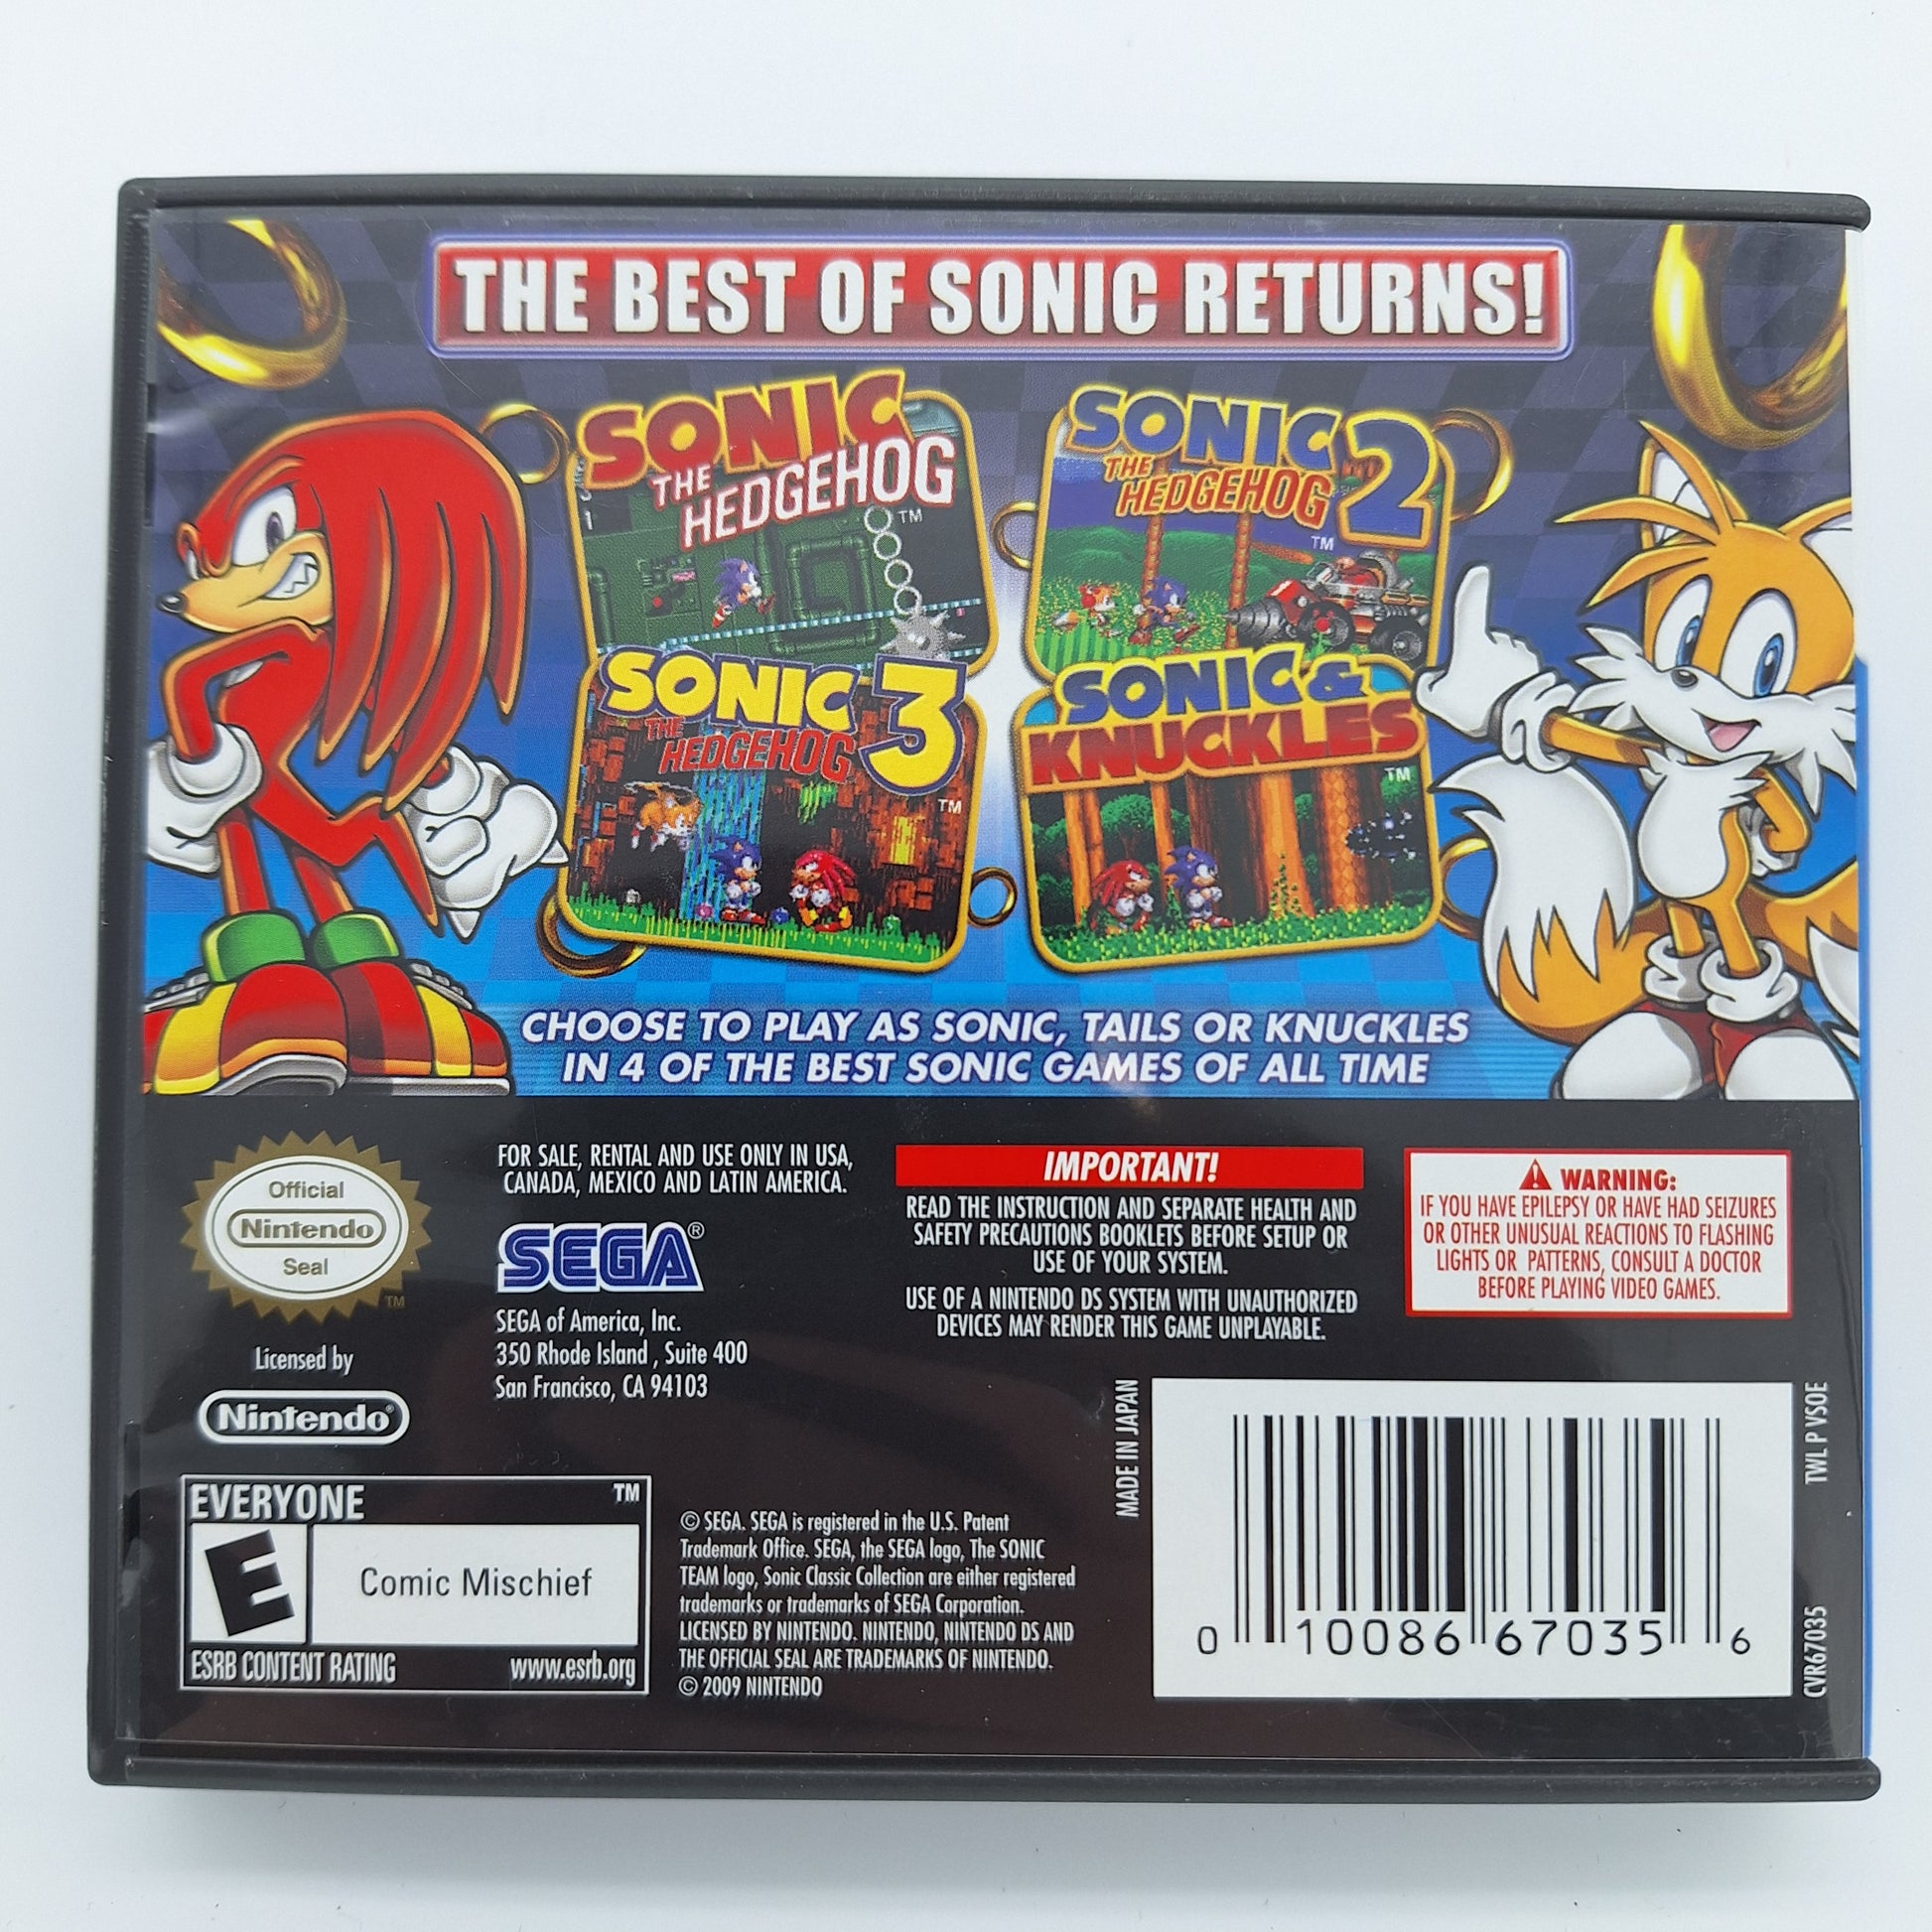 THE BEST OF SONIC RETURNS!
SONIC
THE
HEDGEHOG
TM
SONIC
THE
HEDGEHOG
2
TM
SONIC
THE
HEDGEHOG
3
TM
SONIC &
KNUCKLES
TM
CHOOSE TO PLAY AS SONIC, TAILS OR KNUCKLES
IN 4 OF THE BEST SONIC GAMES OF ALL TIME
Official
Nintendo
Seal
TM
Licensed by
Nintendo®
FOR SALE, RENTAL AND USE ONLY IN USA,
CANADA, MEXICO AND LATIN AMERICA.
SEGA®
SEGA of America, Inc.
350 Rhode Island , Suite 400
San Francisco, CA 94103
IMPORTANT!
READ THE INSTRUCTION AND SEPARATE HEALTH AND
SAFETY PRECAUTIONS BOOKLETS BEFORE SETUP OR
USE OF YOUR SYSTEM.
USE OF A NINTENDO DS SYSTEM WITH UNAUTHORIZED
DEVICES MAY RENDER THIS GAME UNPLAYABLE.
WARNING:
IF YOU HAVE EPILEPSY OR HAVE HAD SEIZURES
OR OTHER UNUSUAL REACTIONS TO FLASHING
LIGHTS OR PATTERNS, CONSULT A DOCTOR
BEFORE PLAYING VIDEO GAMES.
EVERYONE TM
E
Comic Mischief
ESRB CONTENT RATING www.esrb.org
© SEGA. SEGA is registered in the U.S. Patent
Trademark Office. SEGA, the SEGA logo, The SONIC
TEAM logo, Sonic Classic Collection are either registered
trademarks or trademarks of SEGA Corporation.
LICENSED BY NINTENDO. NINTENDO, NINTENDO DS AND
THE OFFICIAL SEAL ARE TRADEMARKS OF NINTENDO.
© 2009 NINTENDO
MADE IN JAPAN
0 10086 67035 6
TWL P VSOE
CVR67035